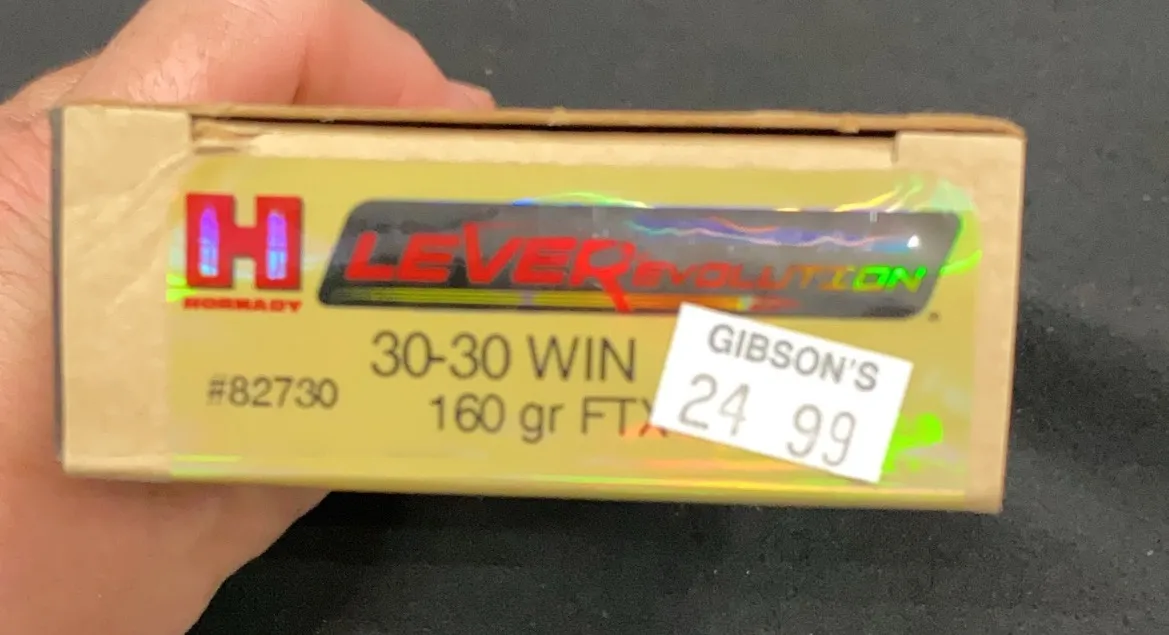 HORNADY
LEVEREVOLUTION
30-30 WIN
#82730
160 gr FTX
GIBSON'S
24 99